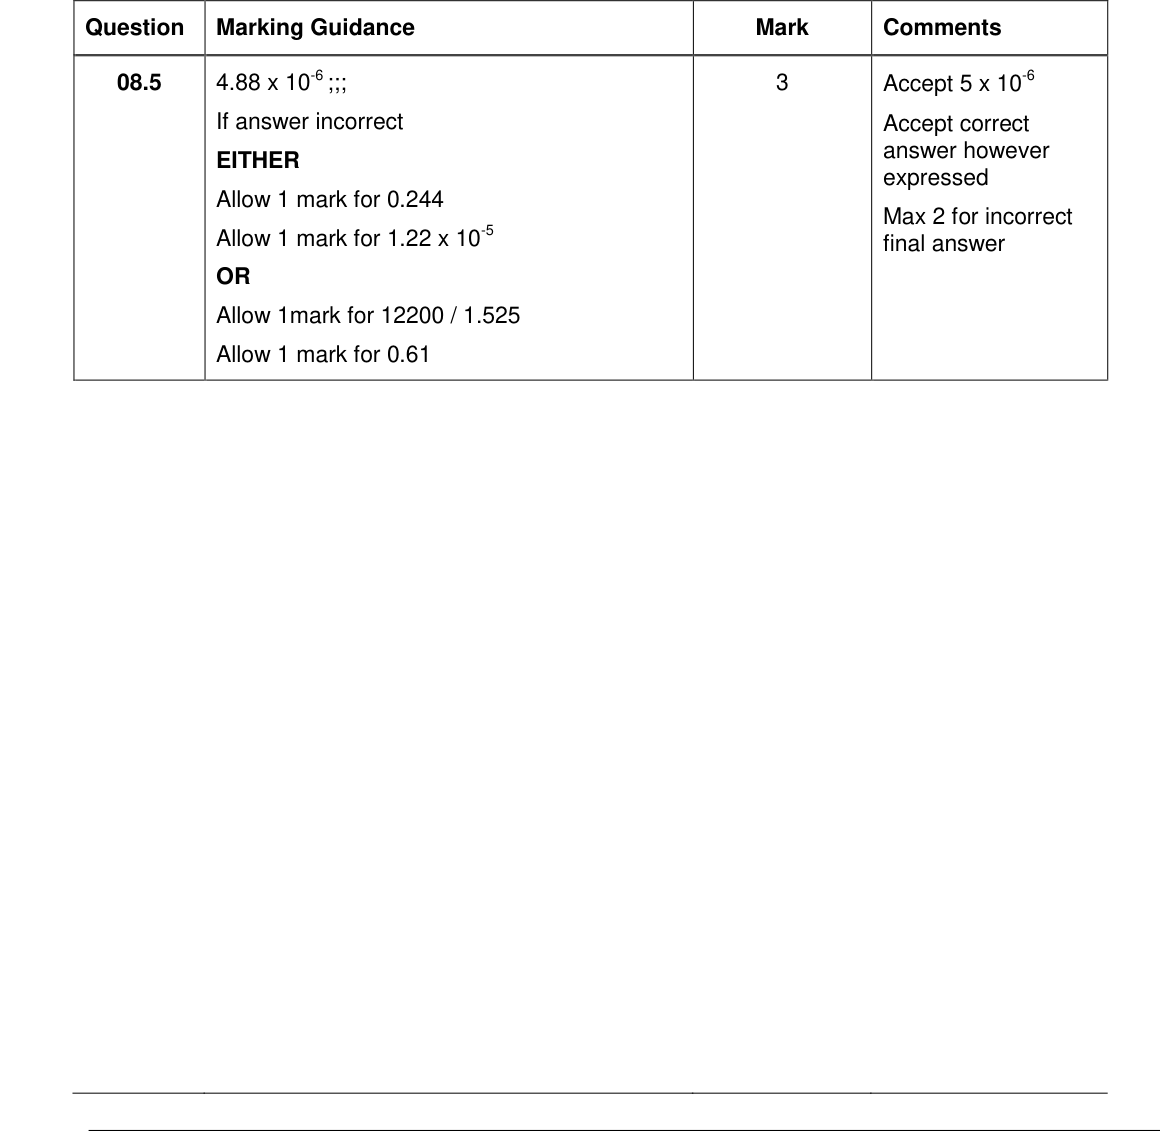 Question Marking Guidance Mark Comments
08.5 4.88 x 10⁻⁶ ;;; 3 Accept 5 x 10⁻⁶
If answer incorrect
Accept correct
answer however
expressed
EITHER
Allow 1 mark for 0.244
Max 2 for incorrect
final answer
Allow 1 mark for 1.22 x 10⁻⁵
OR
Allow 1mark for 12200 / 1.525
Allow 1 mark for 0.61